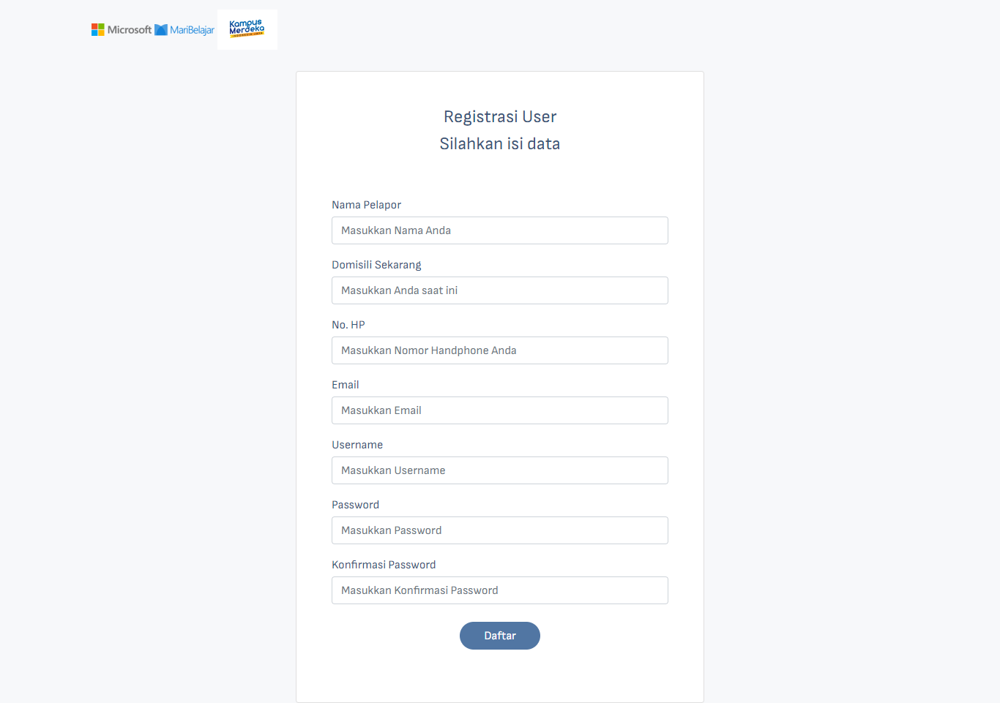 Microsoft MariBelajar
Kampus
Merdeka
INDONESIA JAYA
Registrasi User
Silahkan isi data
Nama Pelapor
Masukkan Nama Anda
Domisili Sekarang
Masukkan Anda saat ini
No. HP
Masukkan Nomor Handphone Anda
Email
Masukkan Email
Username
Masukkan Username
Password
Masukkan Password
Konfirmasi Password
Masukkan Konfirmasi Password
Daftar